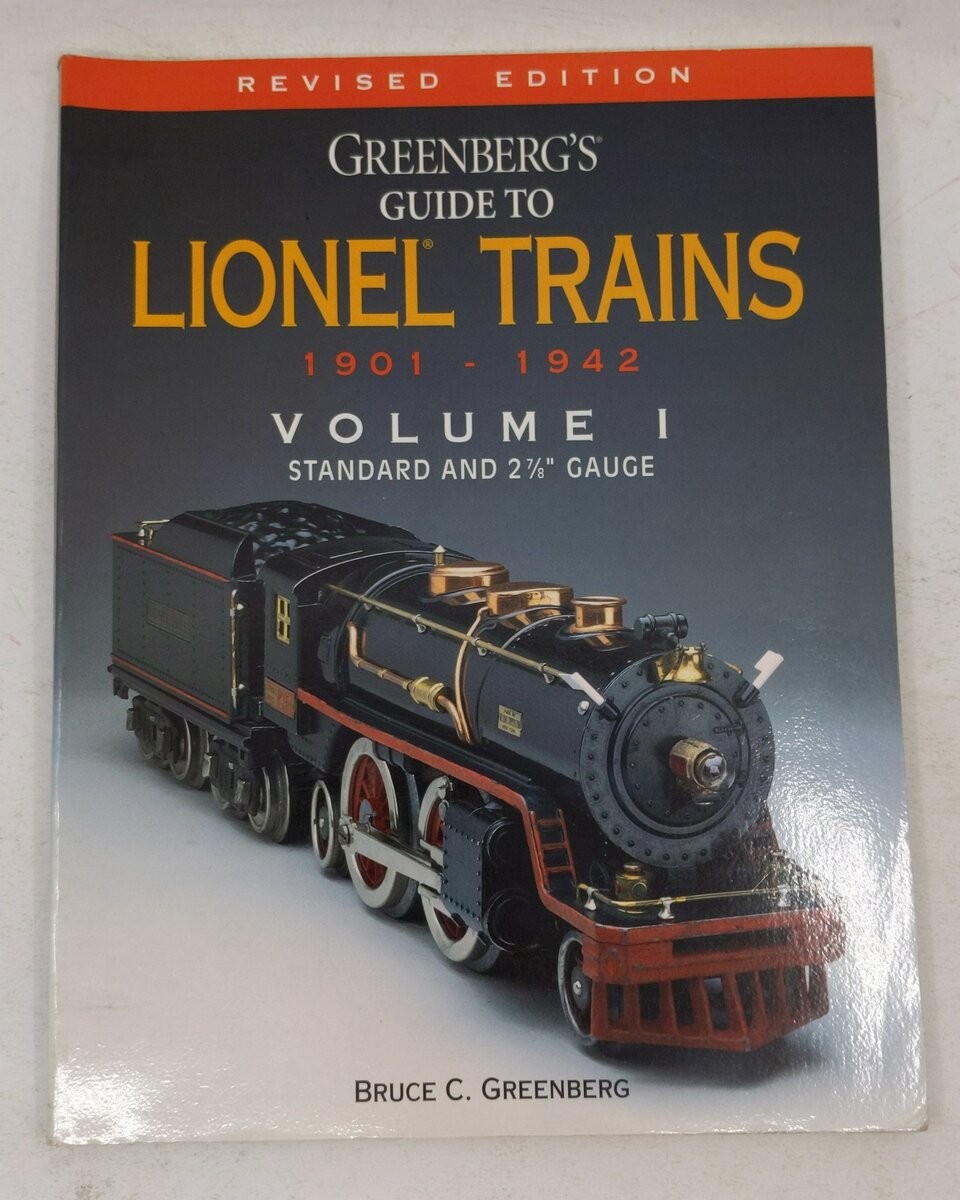 REVISED EDITION
GREENBERG'S®
GUIDE TO
LIONEL® TRAINS
1901 - 1942
VOLUME I
STANDARD AND 2⅞" GAUGE
BRUCE C. GREENBERG